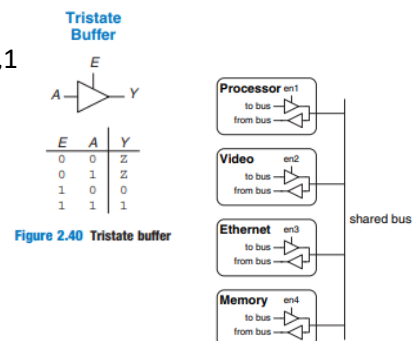 Tristate
Buffer
,1
E
A
Y
E A Y
0 0 Z
0 1 Z
1 0 0
1 1 1
Figure 2.40 Tristate buffer
Processor en1
to bus
from bus
Video en2
to bus
from bus
Ethernet en3
to bus
from bus
Memory en4
to bus
from bus
shared bus